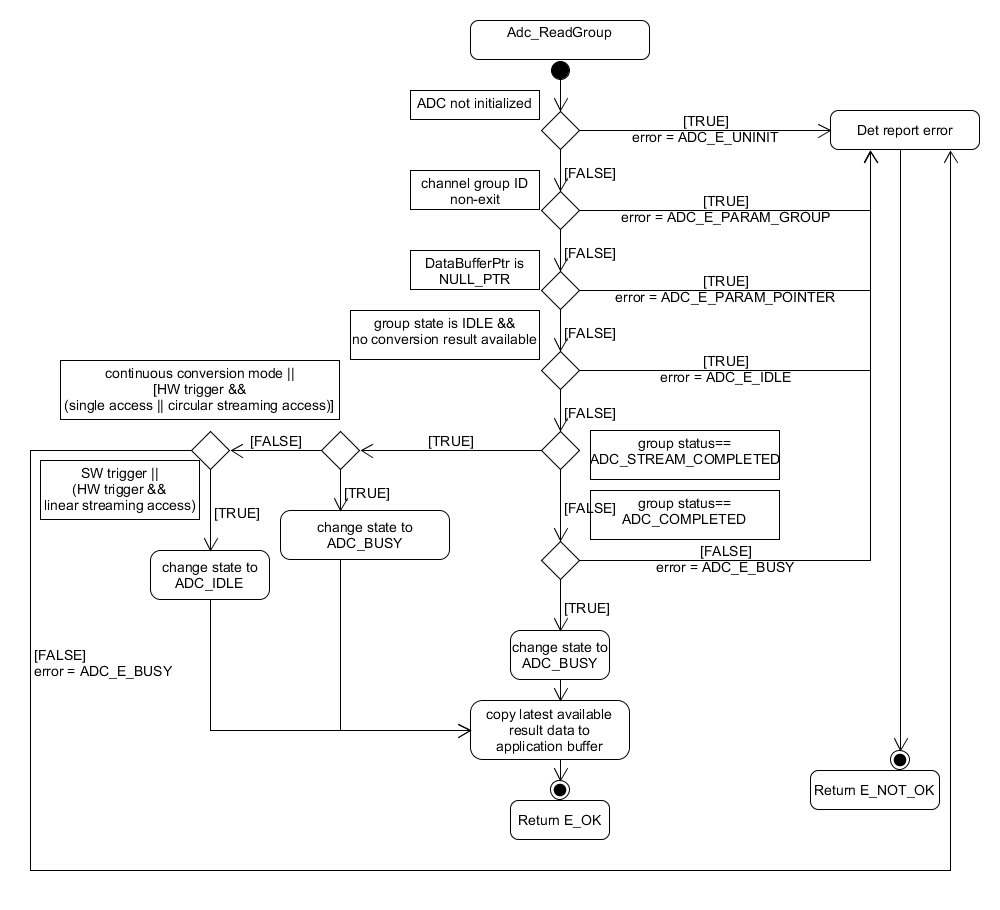 Adc_ReadGroup
ADC not initialized
[TRUE]
error = ADC_E_UNINIT
Det report error
[FALSE]
channel group ID
non-exit
[TRUE]
error = ADC_E_PARAM_GROUP
[FALSE]
DataBufferPtr is
NULL_PTR
[TRUE]
error = ADC_E_PARAM_POINTER
group state is IDLE &&
no conversion result available
[FALSE]
[TRUE]
error = ADC_E_IDLE
continuous conversion mode ||
[HW trigger &&
(single access || circular streaming access)]
[FALSE]
[FALSE]
[TRUE]
group status==
ADC_STREAM_COMPLETED
SW trigger ||
(HW trigger &&
linear streaming access)
[TRUE]
[TRUE]
change state to
ADC_BUSY
[FALSE]
group status==
ADC_COMPLETED
change state to
ADC_IDLE
[FALSE]
error = ADC_E_BUSY
[TRUE]
change state to
ADC_BUSY
[FALSE]
error = ADC_E_BUSY
copy latest available
result data to
application buffer
Return E_OK
Return E_NOT_OK